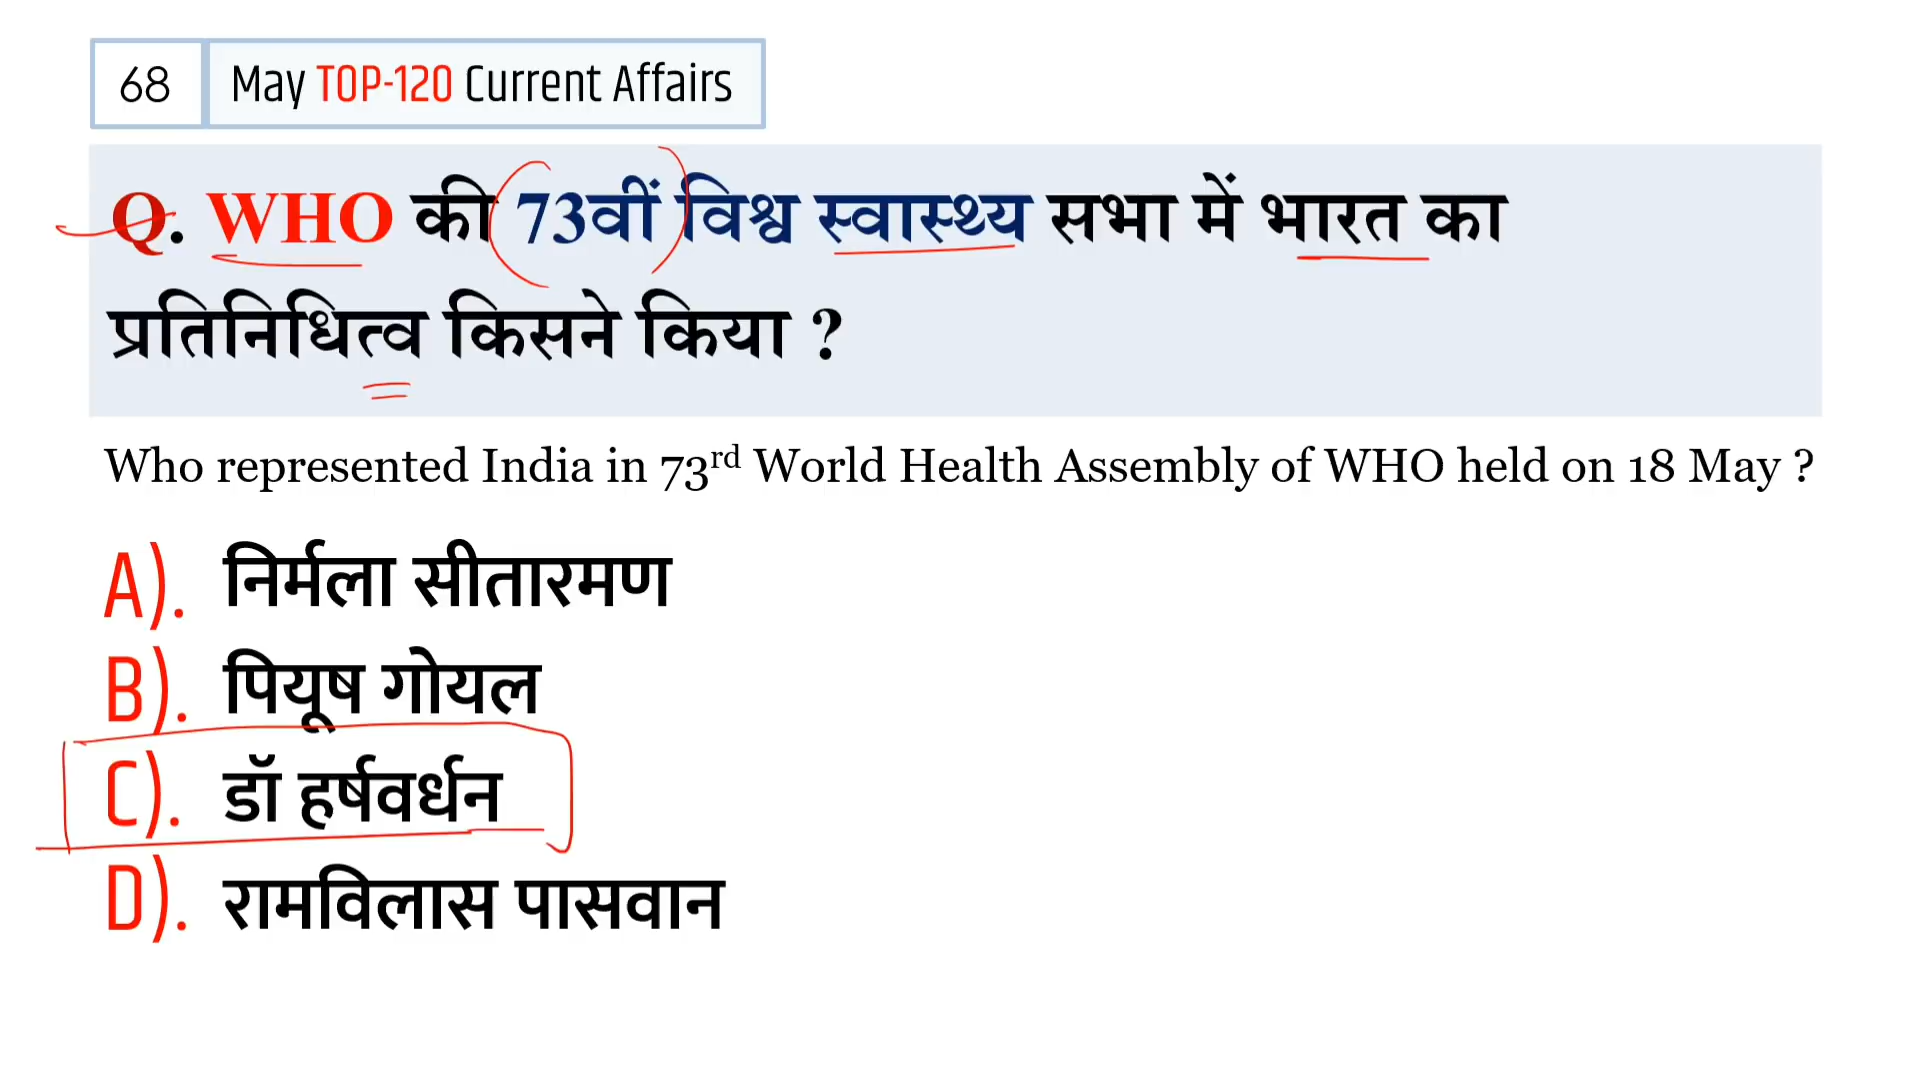 68 May TOP-120 Current Affairs
Q. WHO की 73वीं विश्व स्वास्थ्य सभा में भारत का
प्रतिनिधित्व किसने किया ?
Who represented India in 73rd World Health Assembly of WHO held on 18 May ?
A). निर्मला सीतारमण
B). पियूष गोयल
C). डॉ हर्षवर्धन
D). रामविलास पासवान